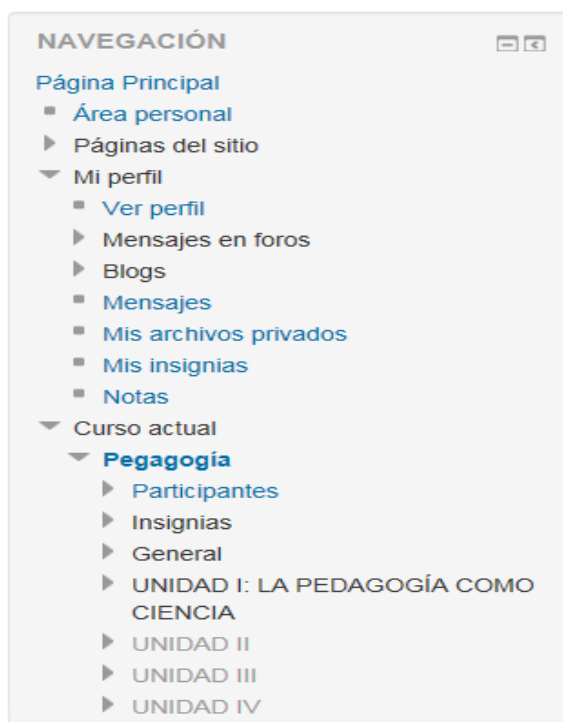 NAVEGACIÓN
Página Principal
Área personal
Páginas del sitio
Mi perfil
Ver perfil
Mensajes en foros
Blogs
Mensajes
Mis archivos privados
Mis insignias
Notas
Curso actual
Pegagogía
Participantes
Insignias
General
UNIDAD I: LA PEDAGOGÍA COMO
CIENCIA
UNIDAD II
UNIDAD III
UNIDAD IV